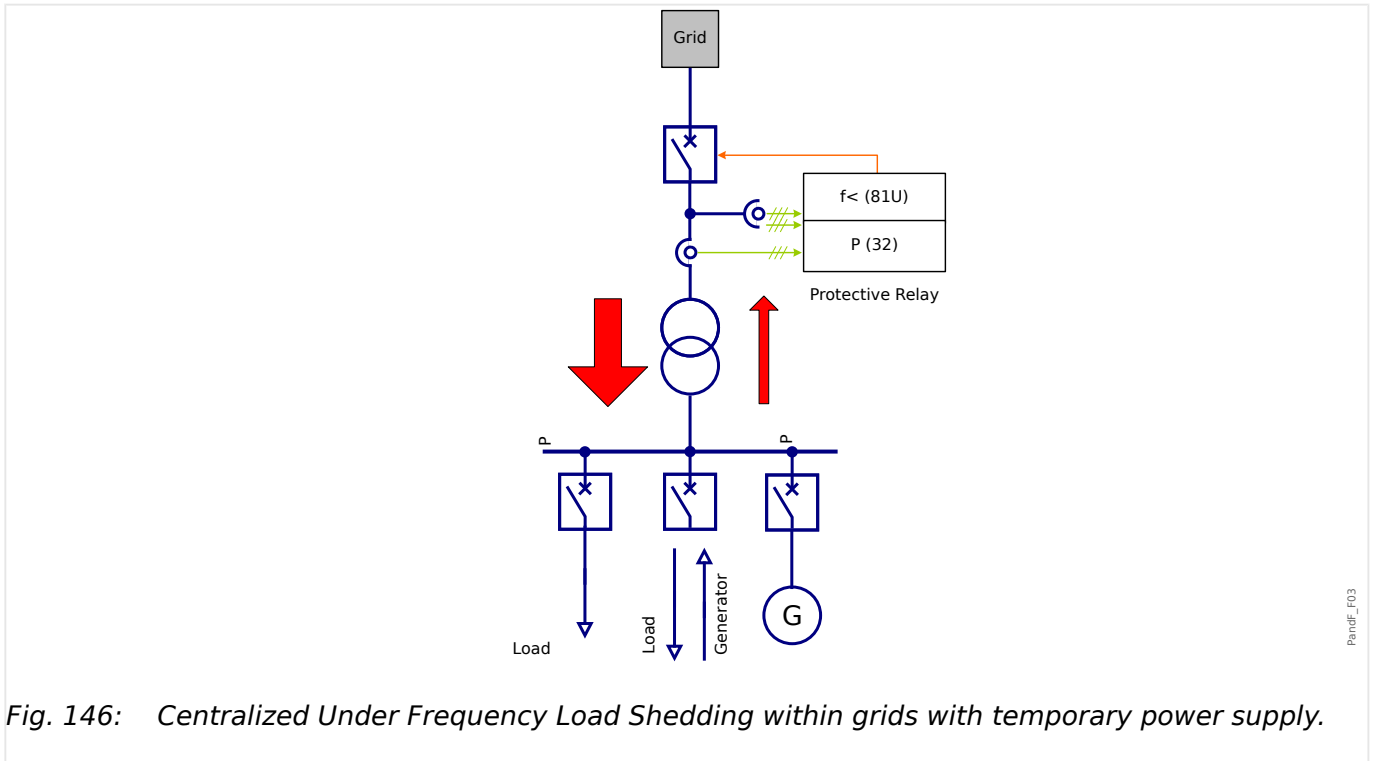 Grid
f< (81U)
P (32)
Protective Relay
P
P
Load
Load
Generator
G
PandF_F03
Fig. 146: Centralized Under Frequency Load Shedding within grids with temporary power supply.